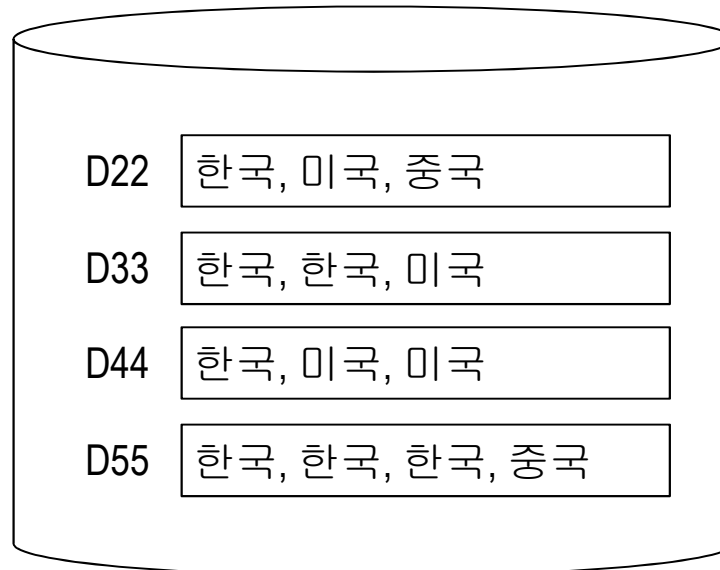 D22 한국, 미국, 중국
D33 한국, 한국, 미국
D44 한국, 미국, 미국
D55 한국, 한국, 한국, 중국